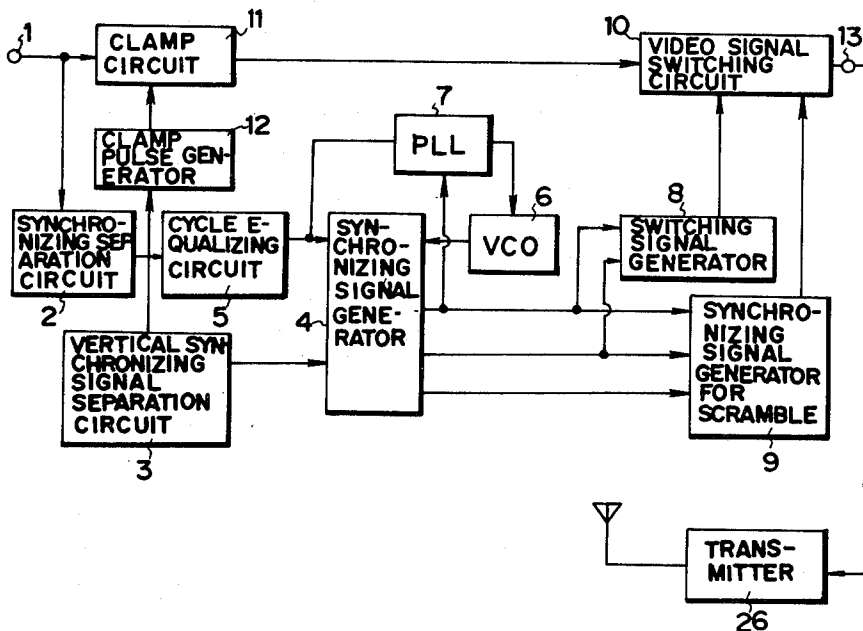 1
11
CLAMP
CIRCUIT
10
VIDEO SIGNAL
SWITCHING
CIRCUIT
13
12
CLAMP
PULSE GEN-
ERATOR
7
PLL
6
VCO
SYNCHRO-
NIZING SEP
ARATION
CIRCUIT
2
CYCLE E-
QUALIZING
CIRCUIT
5
SYN-
CHRO-
NIZING
SIGNAL
GENE-
RATOR
4
8
SWITCHING
SIGNAL
GENERATOR
VERTICAL SYN-
CHRONIZING
SIGNAL
SEPARATION
CIRCUIT
3
SYNCHRO-
NIZING
SIGNAL
GENERATOR
FOR
SCRAMBLE
9
TRANS-
MITTER
26